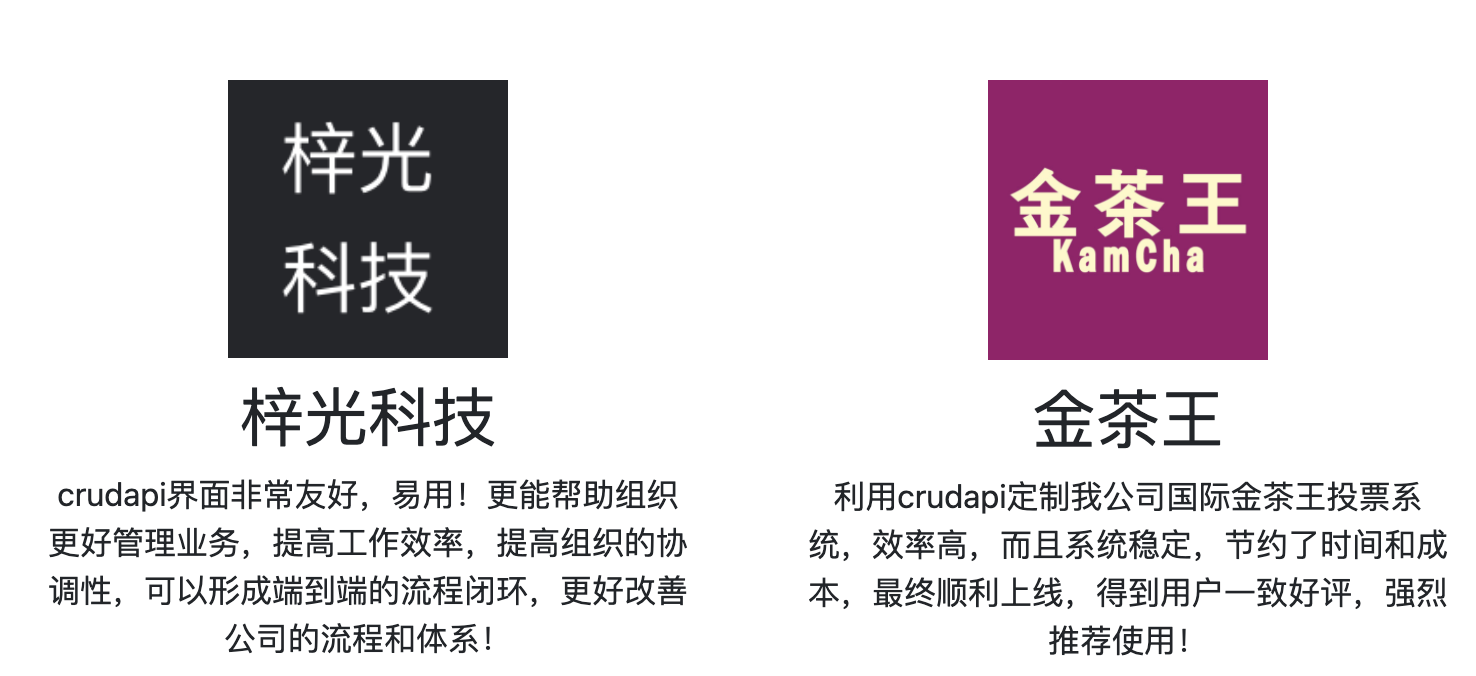 梓光
科技
梓光科技
crudapi界面非常友好，易用！更能帮助组织
更好管理业务，提高工作效率，提高组织的协
调性，可以形成端到端的流程闭环，更好改善
公司的流程和体系！
金茶王
KamCha
金茶王
利用crudapi定制我公司国际金茶王投票系
统，效率高，而且系统稳定，节约了时间和成
本，最终顺利上线，得到用户一致好评，强烈
推荐使用！